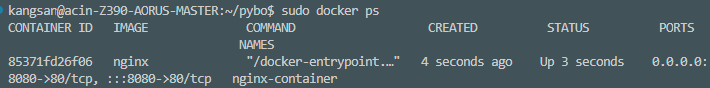 kangsan@acin-Z390-AORUS-MASTER:~/pybo$ sudo docker ps
CONTAINER ID   IMAGE             COMMAND                  CREATED         STATUS         PORTS
                                 NAMES
85371fd26f06   nginx             "/docker-entrypoint.…"   4 seconds ago   Up 3 seconds   0.0.0.0:
8080->80/tcp, :::8080->80/tcp   nginx-container